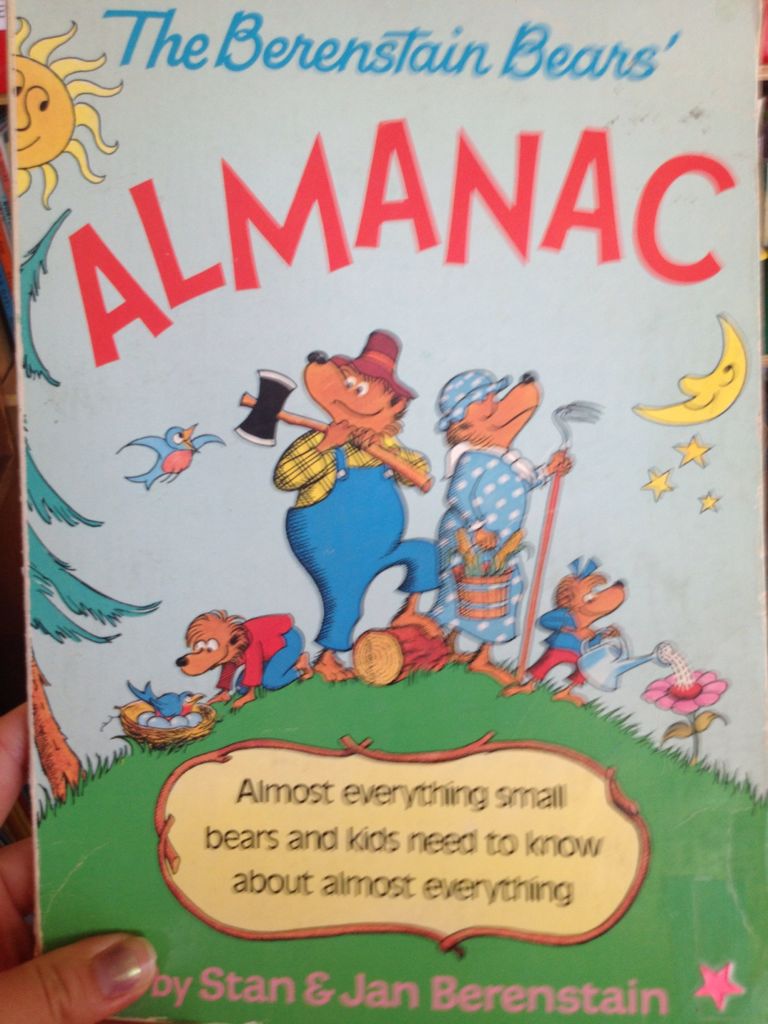 The Berenstain Bears'
ALMANAC
Almost everything small
bears and kids need to know
about almost everything
by Stan & Jan Berenstain